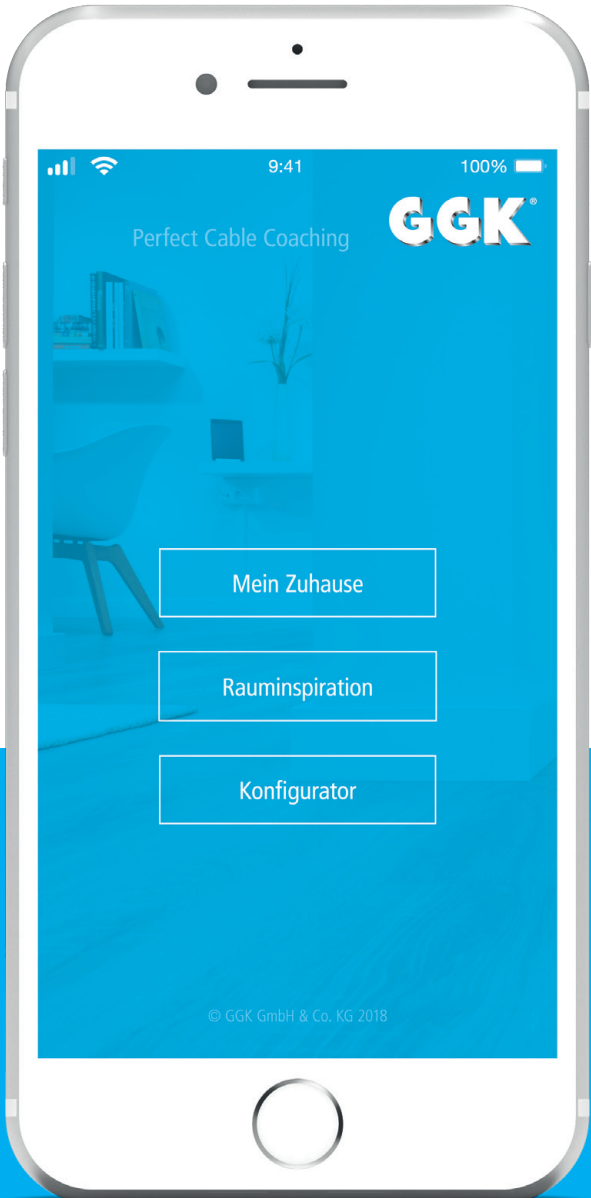 9:41
100%
Perfect Cable Coaching
GGK®
Mein Zuhause
Rauminspiration
Konfigurator
© GGK GmbH & Co. KG 2018